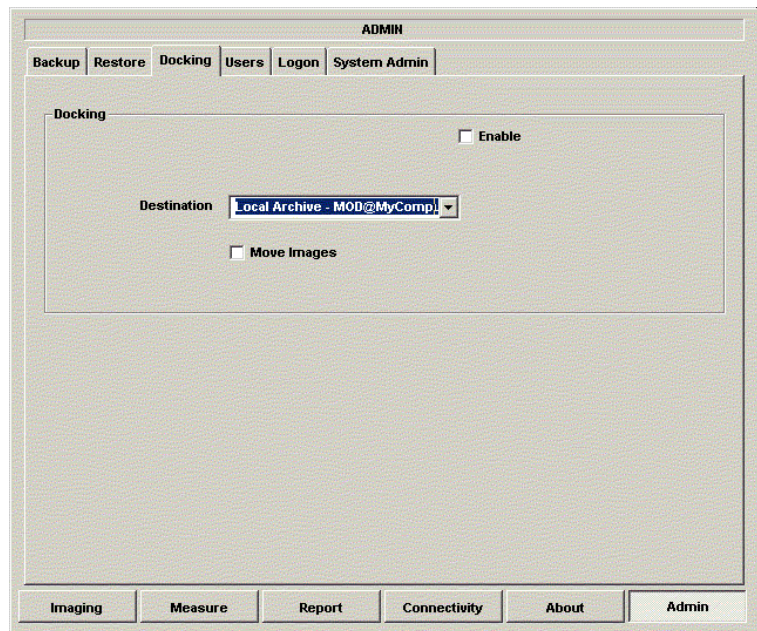 ADMIN
Backup Restore Docking Users Logon System Admin
Docking
Enable
Destination Local Archive - MOD@MyComp
Move Images
Imaging Measure Report Connectivity About Admin